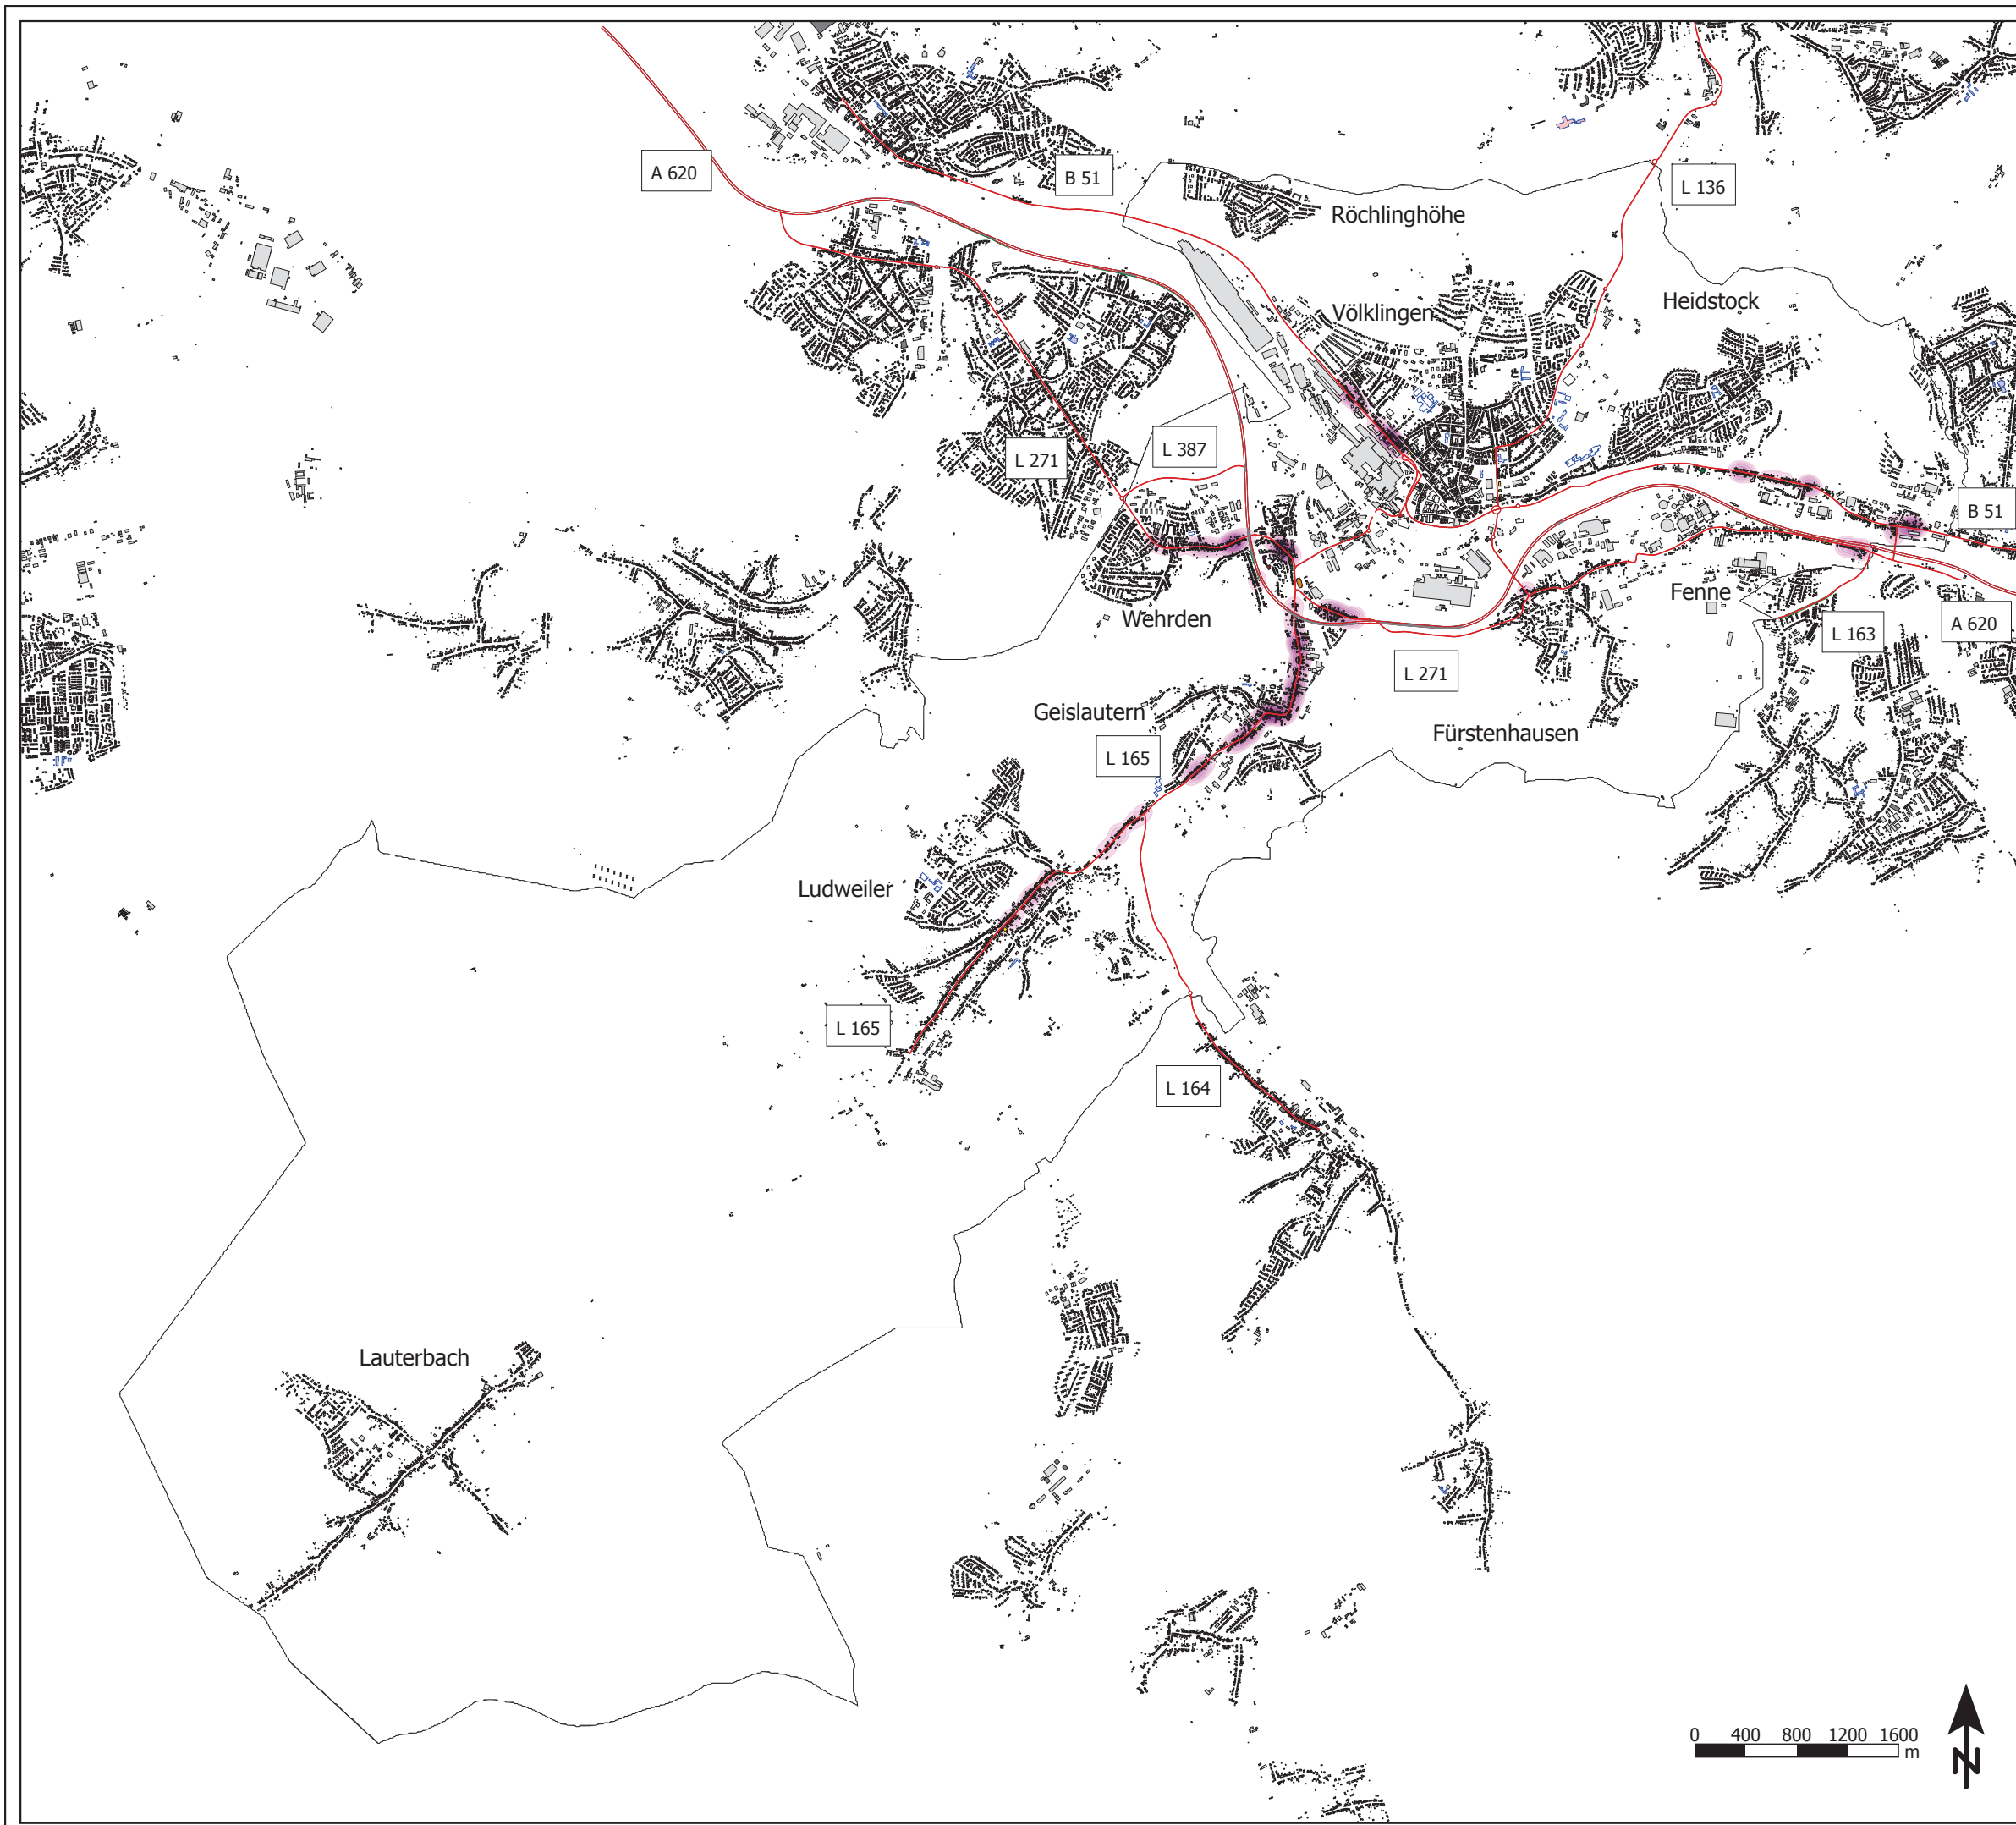 A 620
B 51
L 136
Röchlinghöhe
Heidstock
Völklingen
L 387
L 271
B 51
Fenne
Wehrden
A 620
L 163
L 271
Geislautern
Fürstenhausen
L 165
Ludweiler
L 165
L 164
Lauterbach
0 400 800 1200 1600
m
N